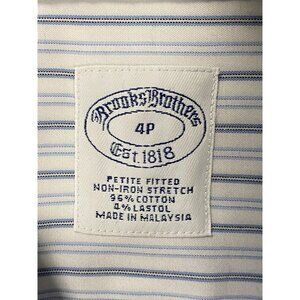 Brooks Brothers
4P
Est. 1818
PETITE FITTED
NON-IRON STRETCH
96% COTTON
4% LASTOL
MADE IN MALAYSIA